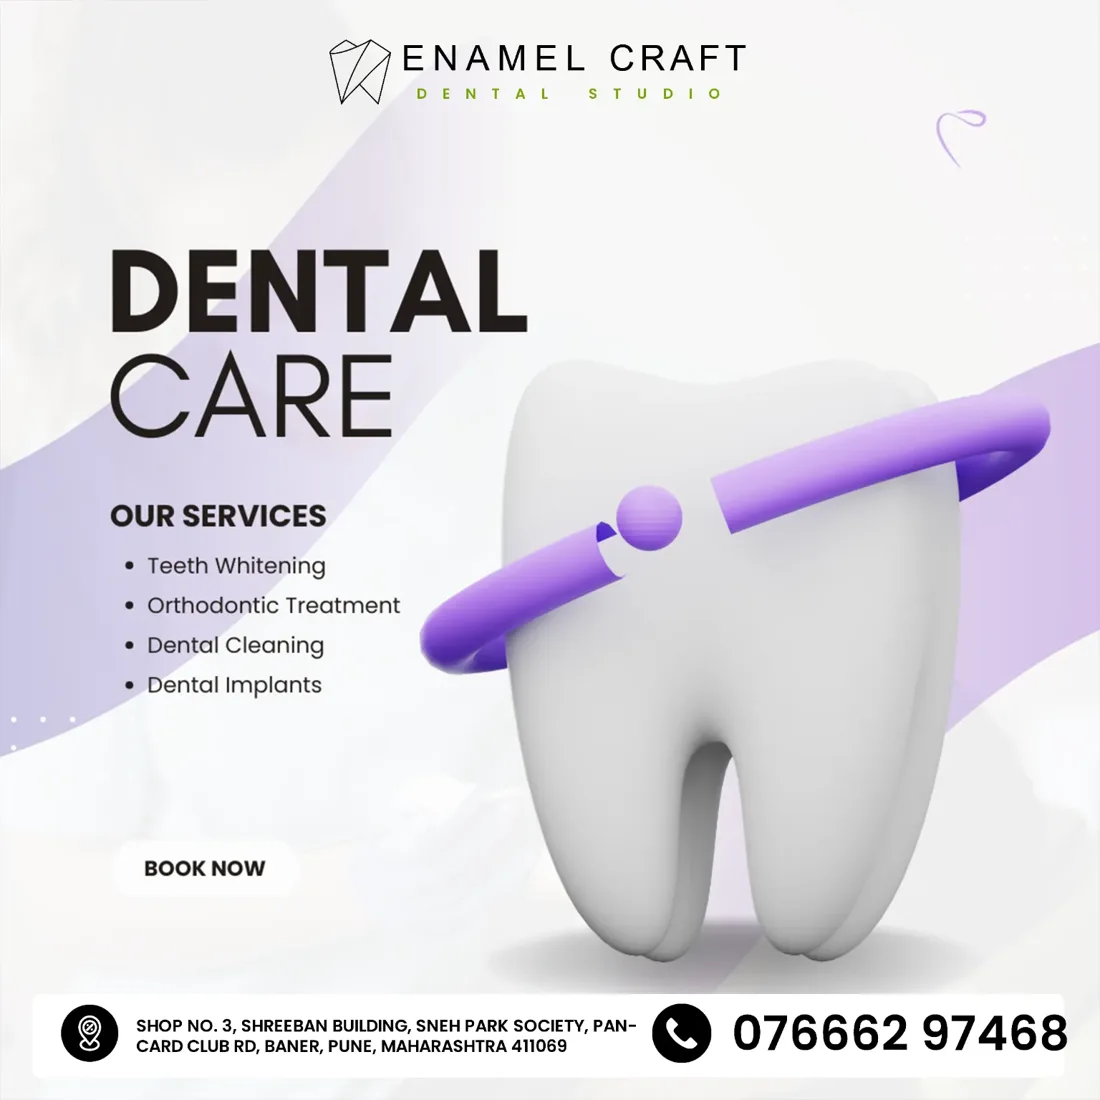 ENAMEL CRAFT
DENTAL STUDIO
DENTAL
CARE
OUR SERVICES
• Teeth Whitening
• Orthodontic Treatment
• Dental Cleaning
• Dental Implants
BOOK NOW
SHOP NO. 3, SHREEBAN BUILDING, SNEH PARK SOCIETY, PAN-
CARD CLUB RD, BANER, PUNE, MAHARASHTRA 411069
076662 97468